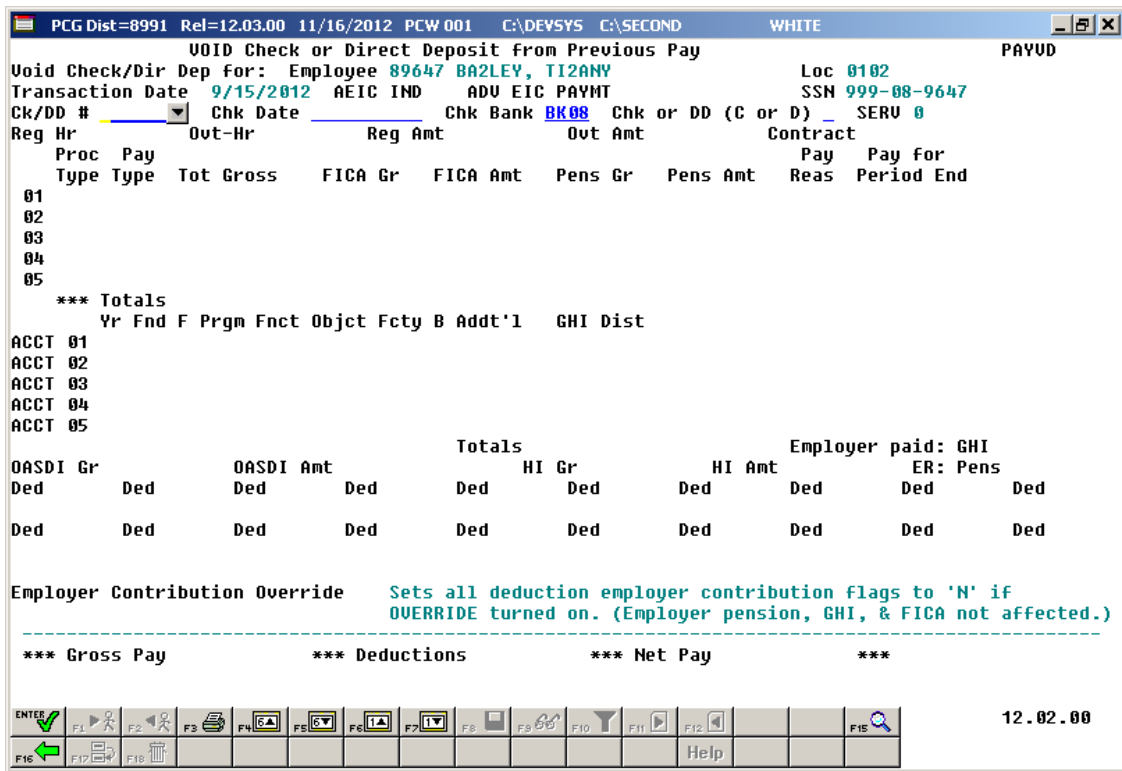 PCG Dist=8991 Rel=12.03.00 11/16/2012 PCW 001 C:\DEVSYS C:\SECOND WHITE
VOID Check or Direct Deposit from Previous Pay PAYVD
Void Check/Dir Dep for: Employee 89647 BA2LEY, TI2ANY Loc 0102
Transaction Date 9/15/2012 AEIC IND ADV EIC PAYMT SSN 999-08-9647
Ck/DD # Chk Date Chk Bank BK08 Chk or DD (C or D) _ SERV 0
Reg Hr Ovt-Hr Reg Amt Ovt Amt Contract
Proc Pay Pay Pay for
Type Type Tot Gross FICA Gr FICA Amt Pens Gr Pens Amt Reas Period End
01
02
03
04
05
*** Totals
Yr Fnd F Prgm Fnct Objct Fcty B Addt'l GHI Dist
ACCT 01
ACCT 02
ACCT 03
ACCT 04
ACCT 05
Totals Employer paid: GHI
OASDI Gr OASDI Amt HI Gr HI Amt ER: Pens
Ded Ded Ded Ded Ded Ded Ded Ded Ded Ded
Ded Ded Ded Ded Ded Ded Ded Ded Ded Ded
Employer Contribution Override Sets all deduction employer contribution flags to 'N' if
OVERRIDE turned on. (Employer pension, GHI, & FICA not affected.)
*** Gross Pay *** Deductions *** Net Pay ***
ENTER F1 F2 F3 F4 6 F5 6 F6 1 F7 1 F8 F9 F10 F11 F12 F15 12.02.00
F16 F17 F18 Help